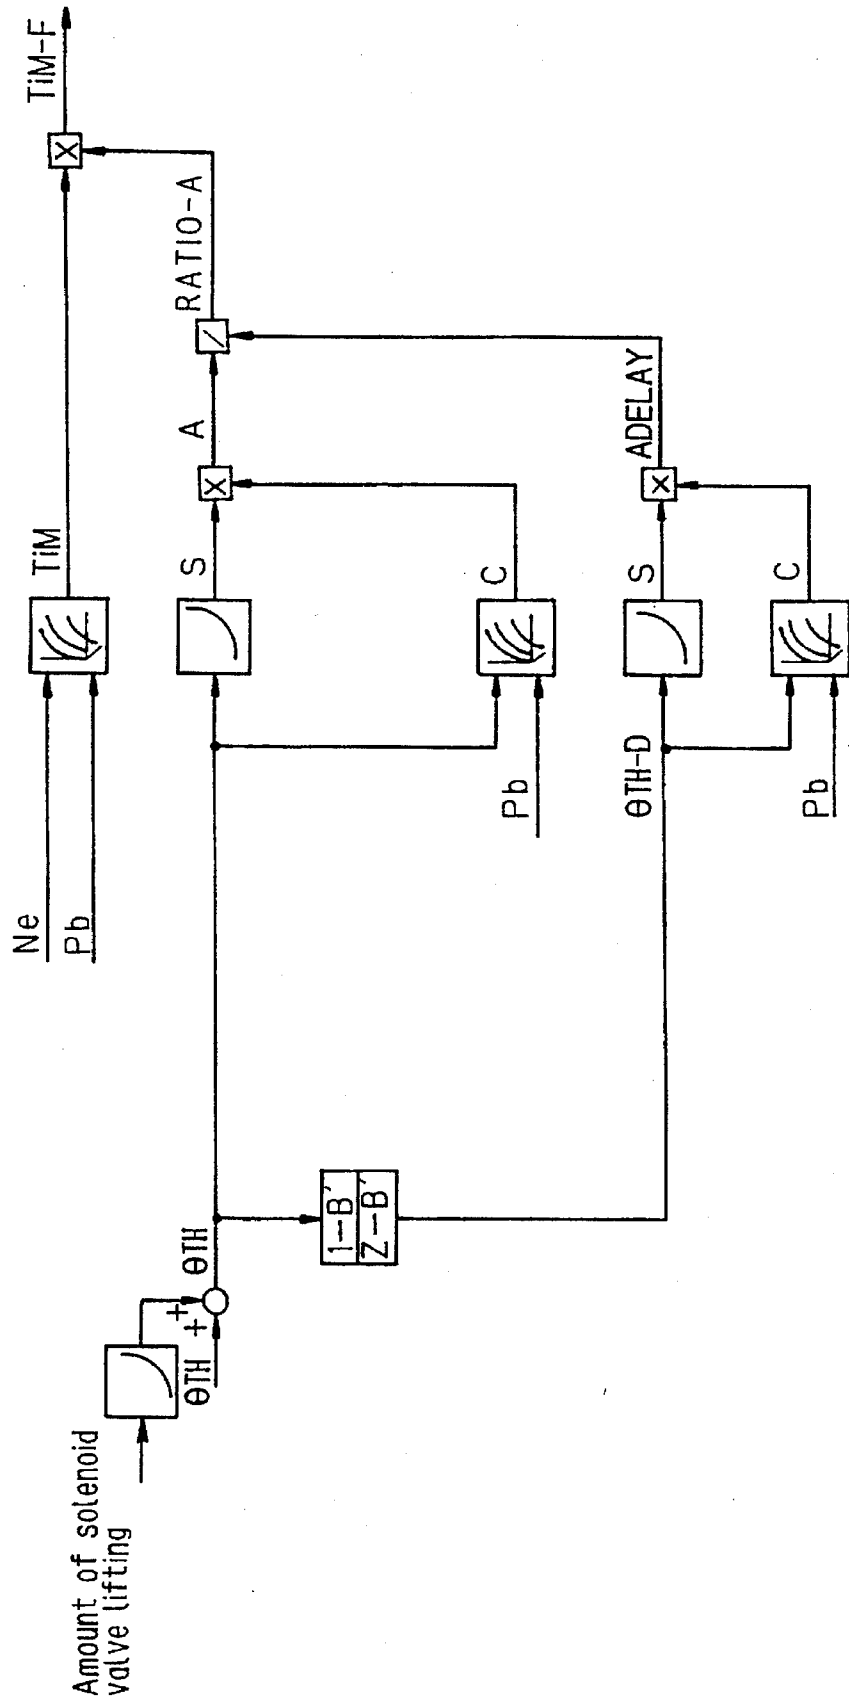 Amount of solenoid
valve lifting
θTH
+
+
θTH
1-B'
Z-B'
Ne
Pb
TiM
X
TiM-F
S
X
A
/
RATIO-A
Pb
C
θTH-D
S
X
ADELAY
Pb
C